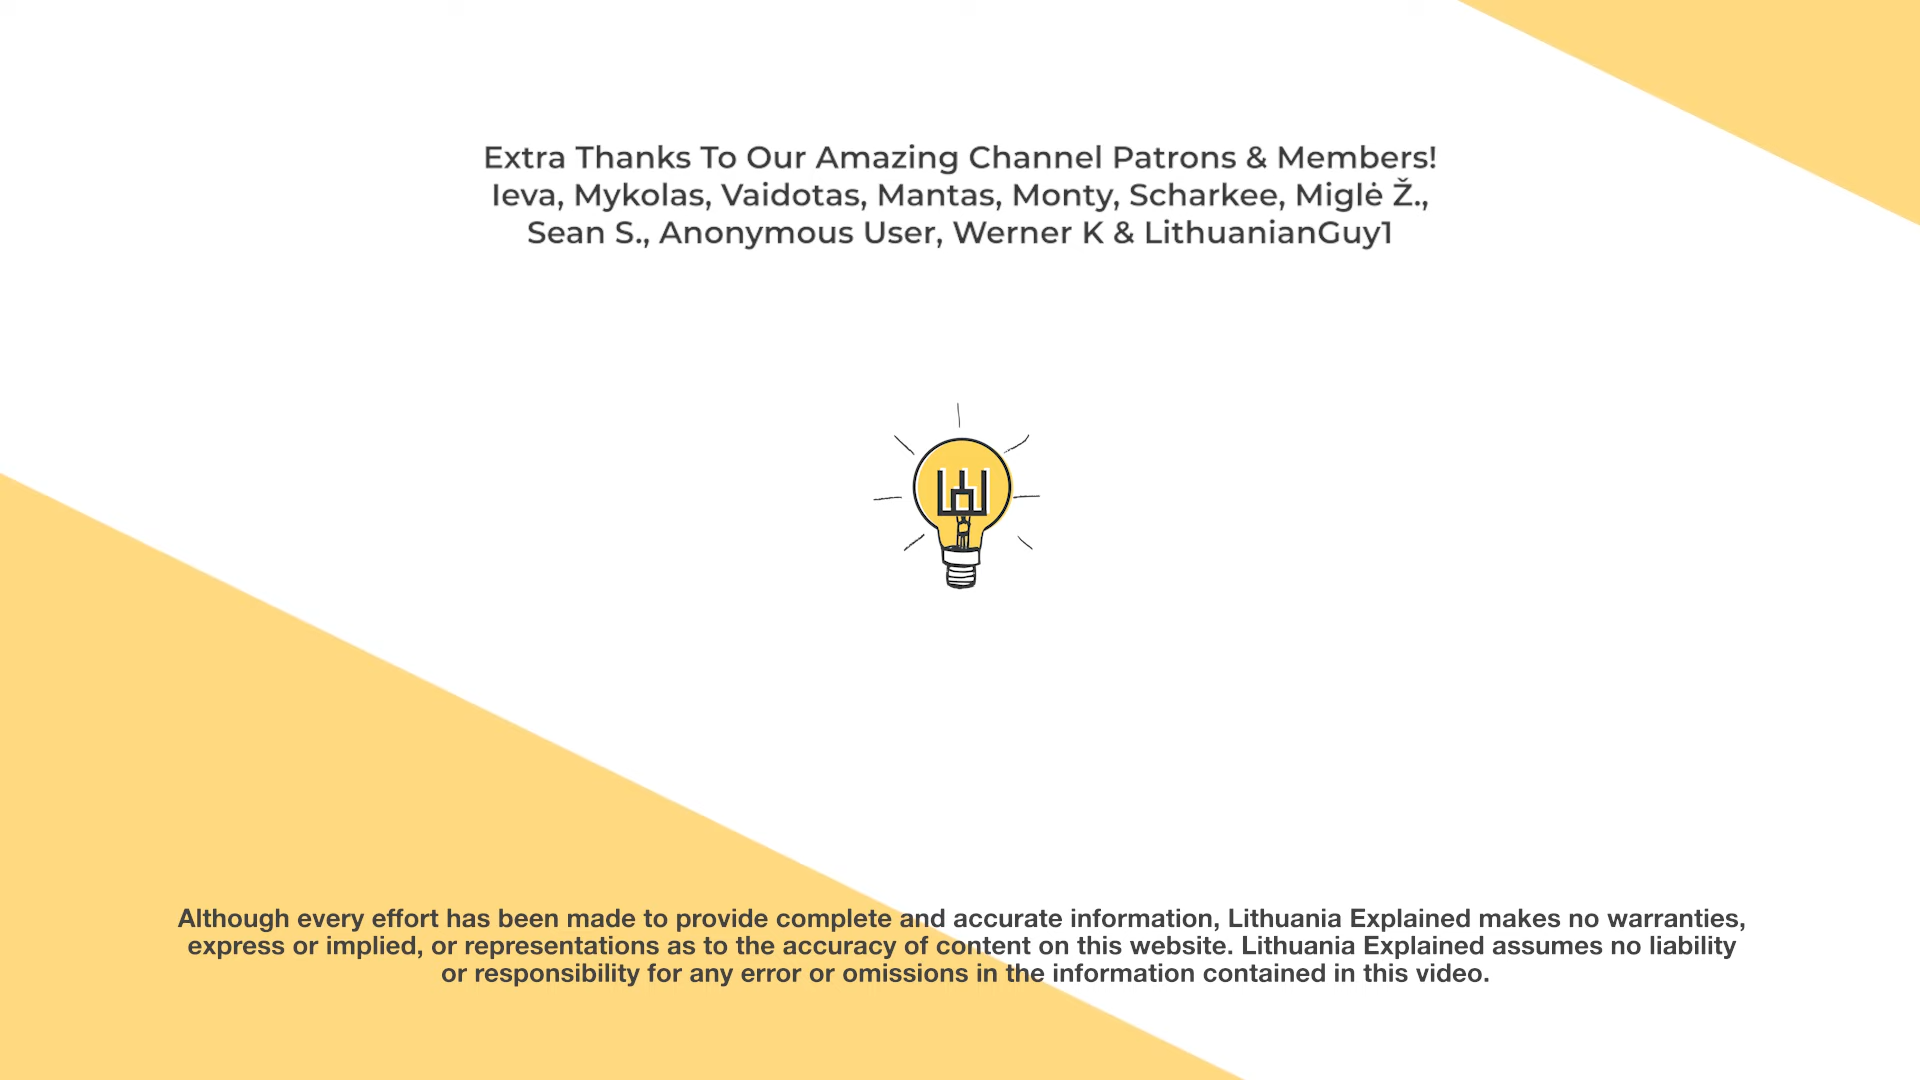 Extra Thanks To Our Amazing Channel Patrons & Members!
Ieva, Mykolas, Vaidotas, Mantas, Monty, Scharkee, Miglė Ž.,
Sean S., Anonymous User, Werner K & LithuanianGuy1
Although every effort has been made to provide complete and accurate information, Lithuania Explained makes no warranties,
express or implied, or representations as to the accuracy of content on this website. Lithuania Explained assumes no liability
or responsibility for any error or omissions in the information contained in this video.